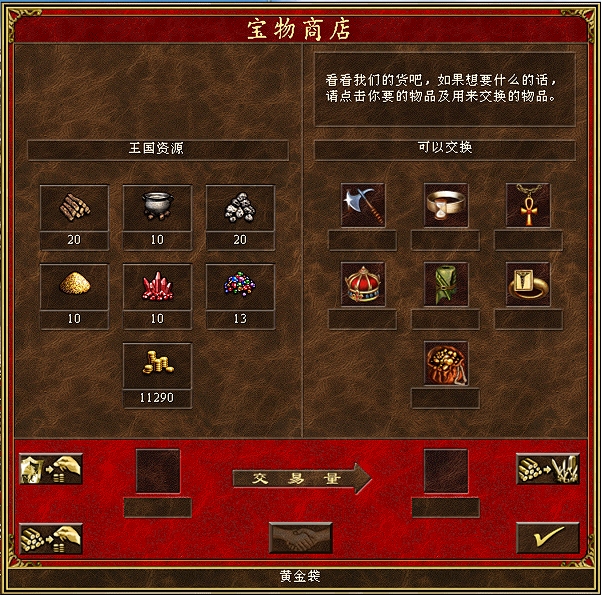 宝物商店
看看我们的货吧，如果想要什么的话，
请点击你要的物品及用来交换的物品。
王国资源
可以交换
20
10
20
10
10
13
11290
交易量
黄金袋